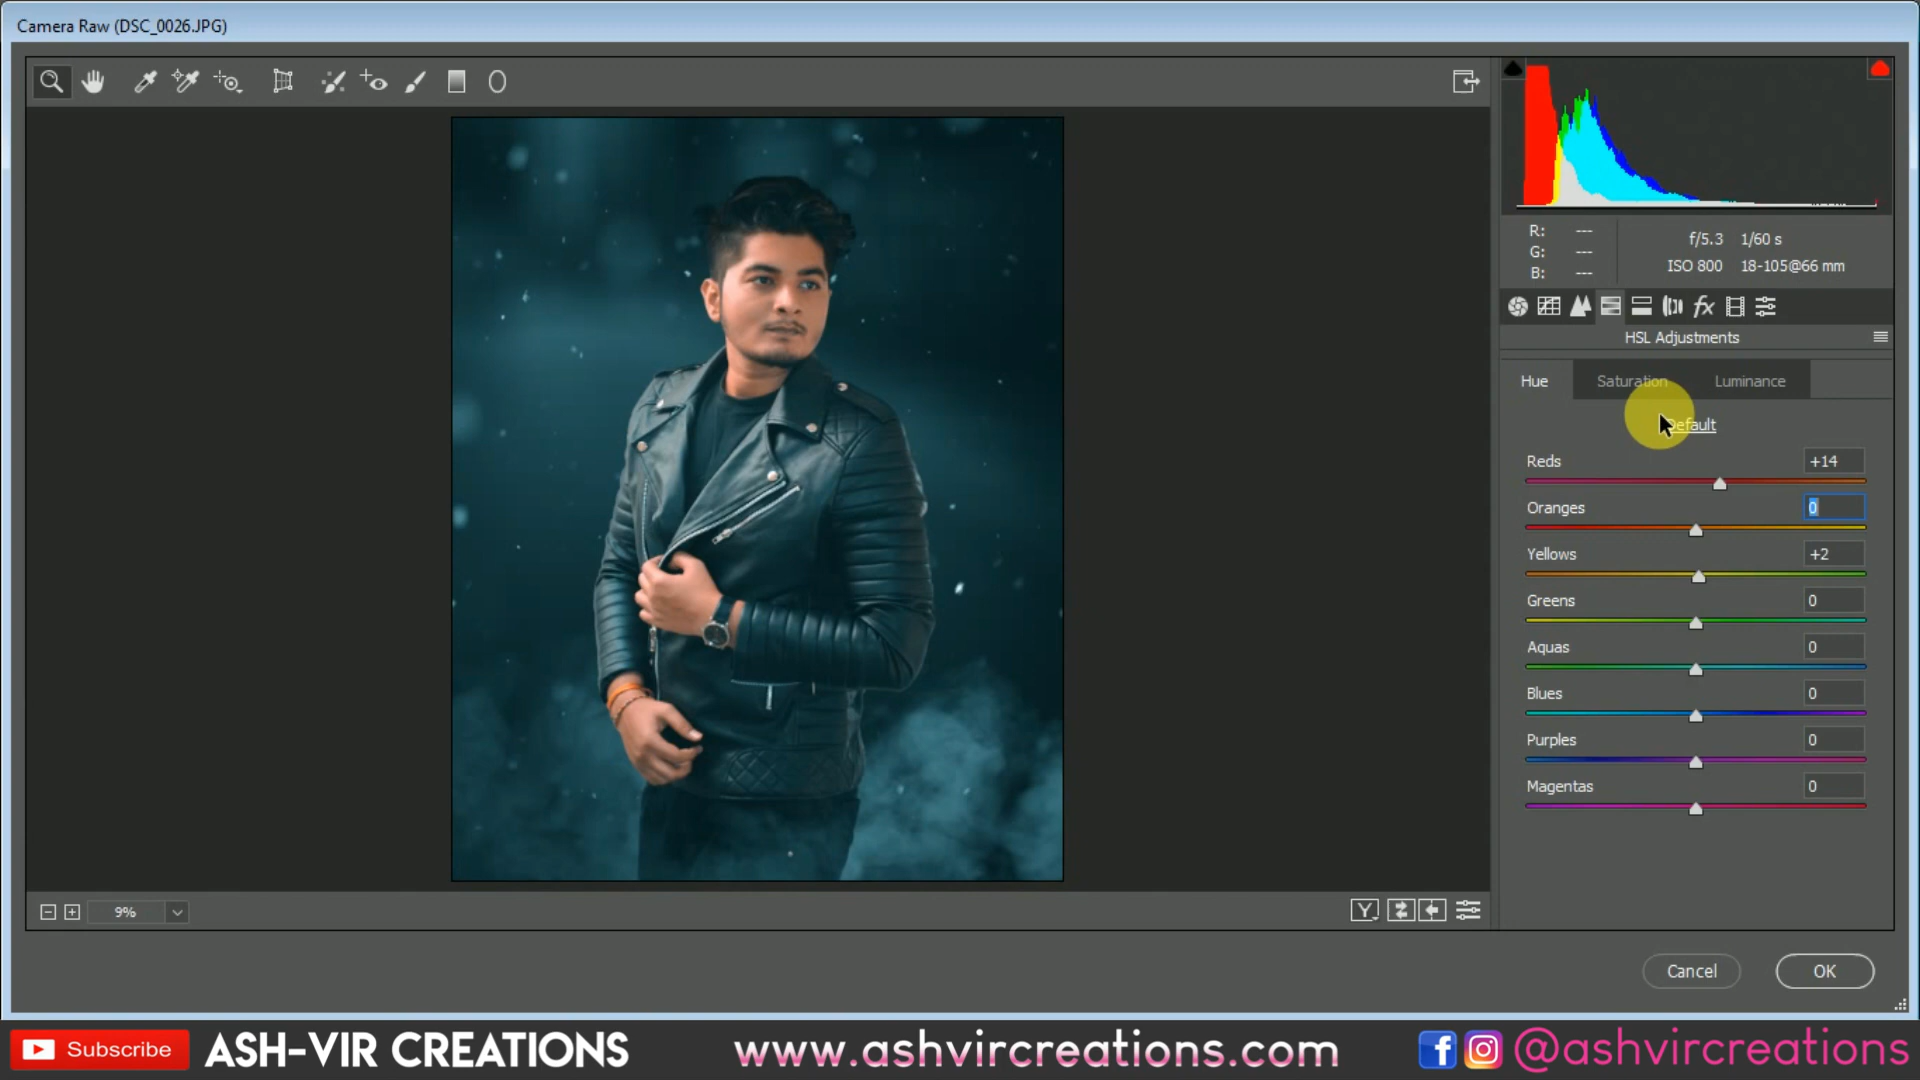 Camera Raw (DSC_0026.JPG)
R: ---
G: ---
B: ---
f/5.3 1/60 s
ISO 800 18-105@66 mm
fx
HSL Adjustments
Hue Saturation Luminance
Default
Reds +14
Oranges 0
Yellows +2
Greens 0
Aquas 0
Blues 0
Purples 0
Magentas 0
9%
Y
Cancel OK
Subscribe ASH-VIR CREATIONS www.ashvircreations.com @ashvircreations